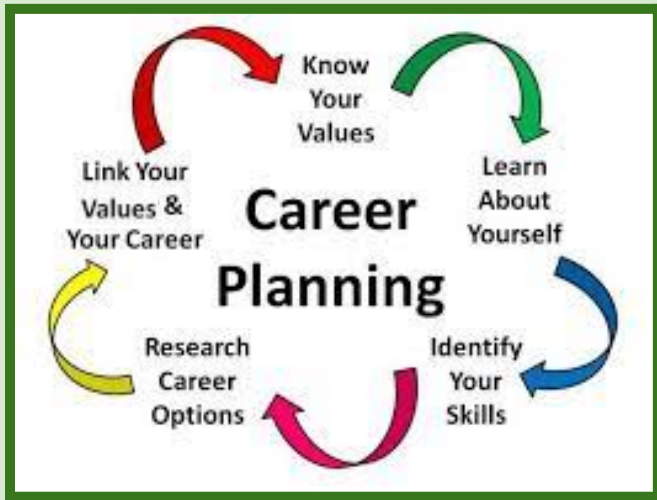 Career
Planning
Know
Your
Values
Learn
About
Yourself
Identify
Your
Skills
Research
Career
Options
Link Your
Values &
Your Career